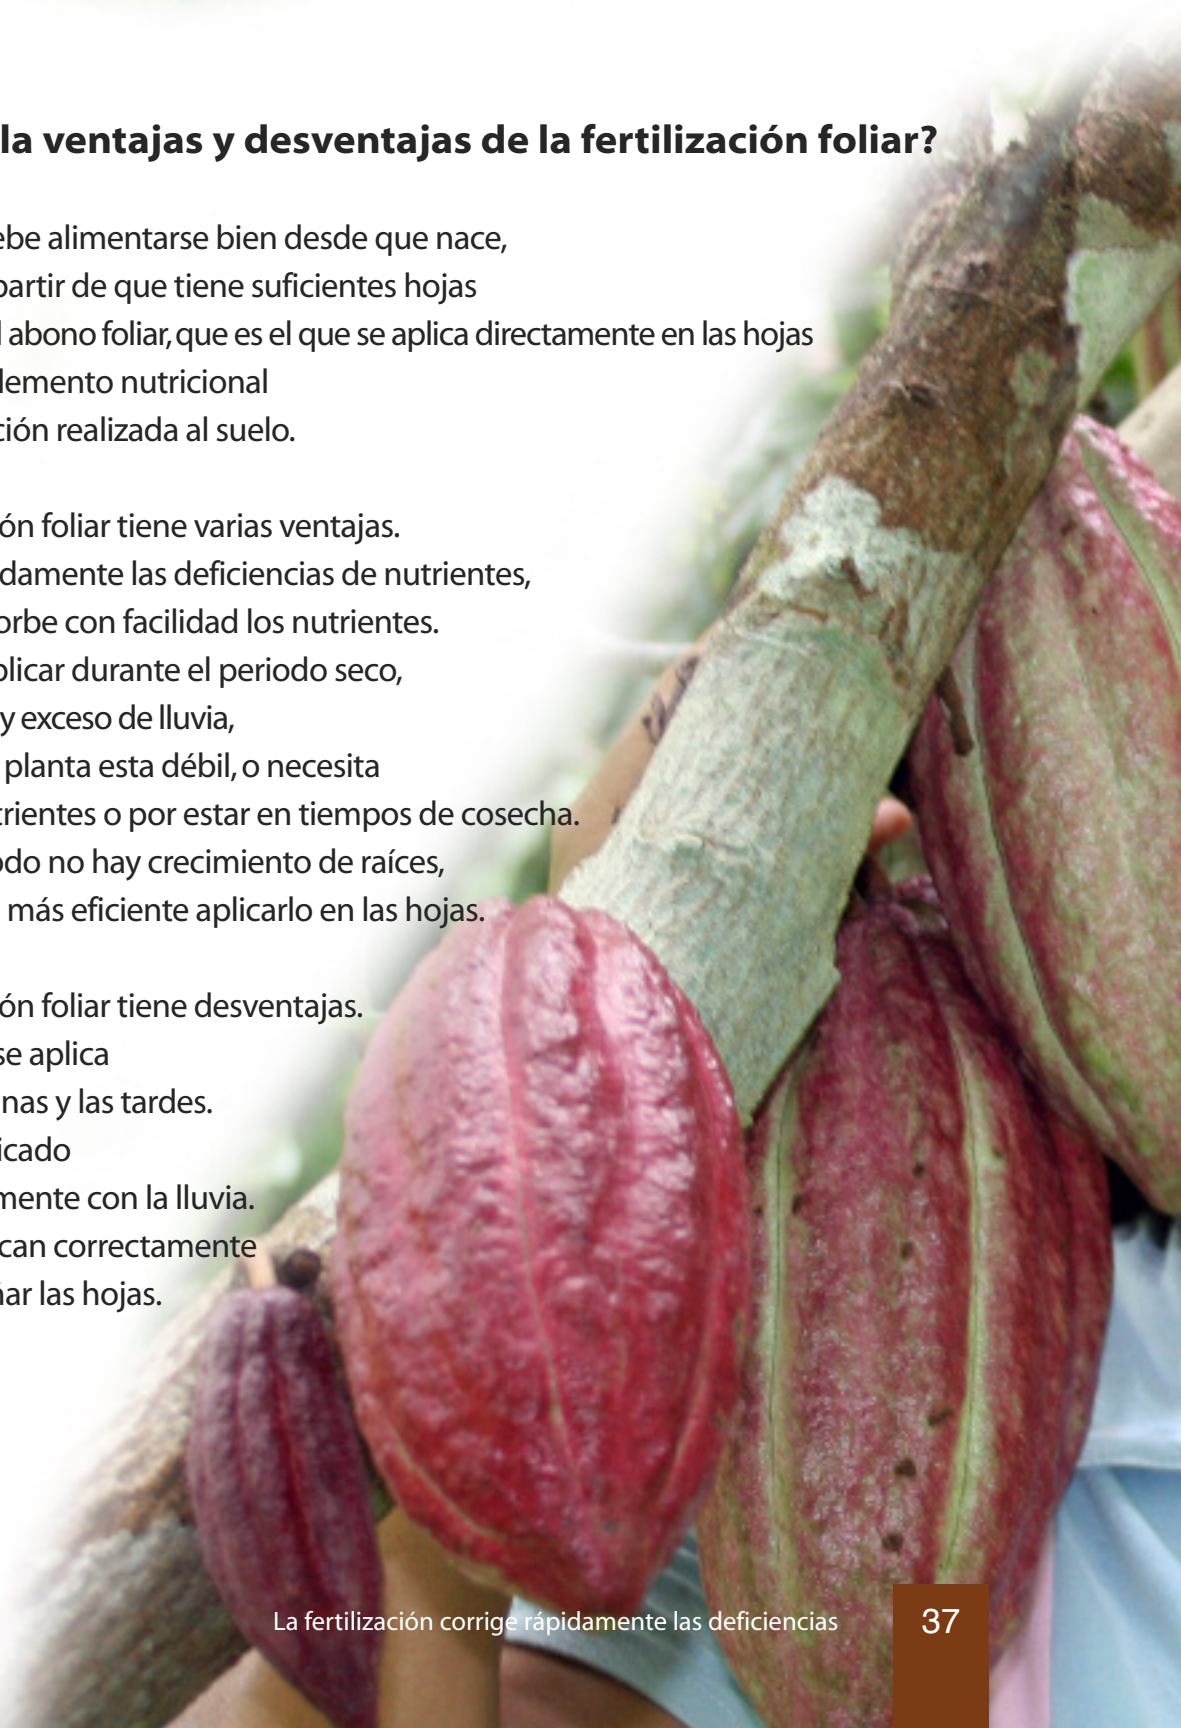 la ventajas y desventajas de la fertilización foliar?
ebe alimentarse bien desde que nace,
partir de que tiene suficientes hojas
l abono foliar, que es el que se aplica directamente en las hojas
lemento nutricional
ción realizada al suelo.
ón foliar tiene varias ventajas.
damente las deficiencias de nutrientes,
orbe con facilidad los nutrientes.
plicar durante el periodo seco,
y exceso de lluvia,
planta esta débil, o necesita
trientes o por estar en tiempos de cosecha.
odo no hay crecimiento de raíces,
más eficiente aplicarlo en las hojas.
ón foliar tiene desventajas.
se aplica
nas y las tardes.
icado
mente con la lluvia.
can correctamente
ñar las hojas.
La fertilización corrige rápidamente las deficiencias
37